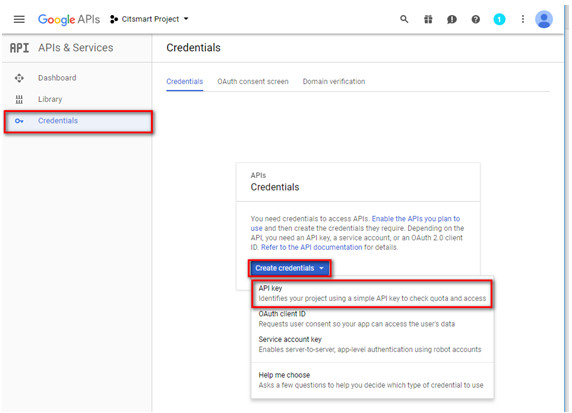 Google APIs Citsmart Project 1
API APIs & Services Credentials
Dashboard
Library
Credentials
Credentials OAuth consent screen Domain verification
APIs
Credentials
You need credentials to access APIs. Enable the APIs you plan to
use and then create the credentials they require. Depending on the
API, you need an API key, a service account, or an OAuth 2.0 client
ID. Refer to the API documentation for details.
Create credentials
API key
Identifies your project using a simple API key to check quota and access
OAuth client ID
Requests user consent so your app can access the user's data
Service account key
Enables server-to-server, app-level authentication using robot accounts
Help me choose
Asks a few questions to help you decide which type of credential to use